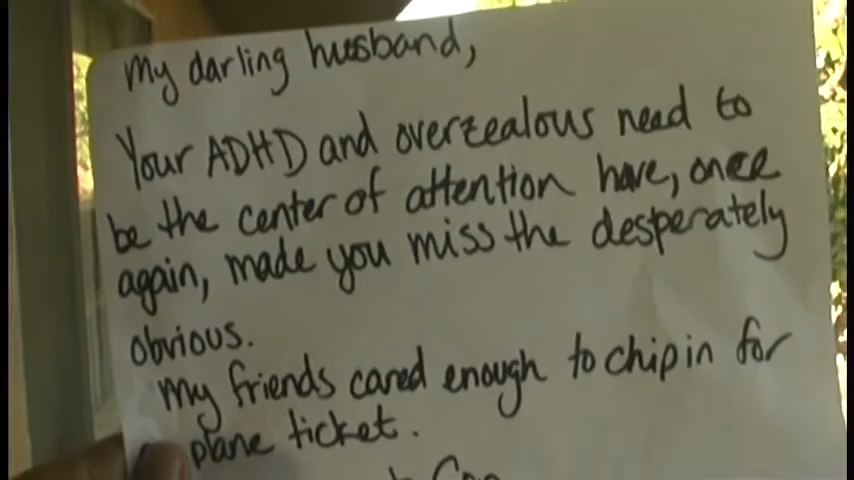 My darling husband,
Your ADHD and overzealous need to
be the center of attention have, once
again, made you miss the desperately
obvious.
My friends cared enough to chip in for
plane ticket.